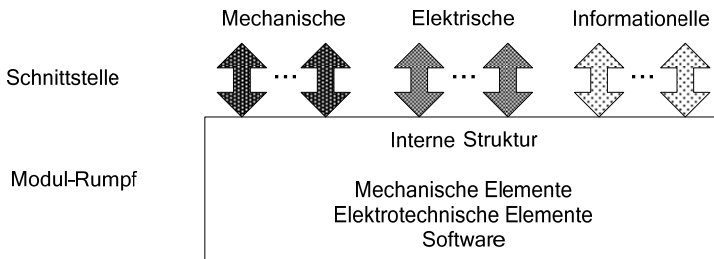 Mechanische Elektrische Informationelle
Schnittstelle ... ... ...
Interne Struktur
Modul-Rumpf
Mechanische Elemente
Elektrotechnische Elemente
Software